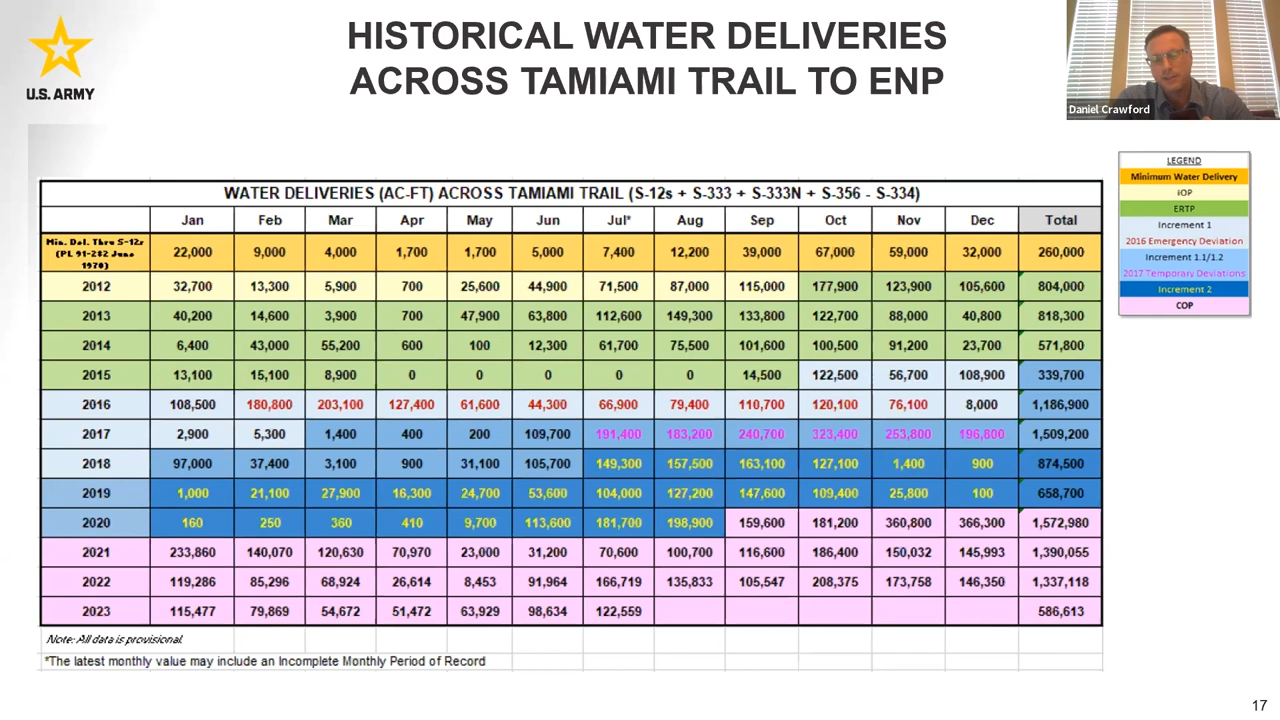 HISTORICAL WATER DELIVERIES
ACROSS TAMIAMI TRAIL TO ENP
U.S. ARMY
Daniel Crawford
LEGEND
Minimum Water Delivery
IOP
ERTP
Increment 1
2016 Emergency Deviation
Increment 1.1/1.2
2017 Temporary Deviations
Increment 2
COP
WATER DELIVERIES (AC-FT) ACROSS TAMIAMI TRAIL (S-12s + S-333 + S-333N + S-356 - S-334)
Jan Feb Mar Apr May Jun Jul* Aug Sep Oct Nov Dec Total
Min. Del. Thru S-12s
(PL 91-282 June
1970)
22,000 9,000 4,000 1,700 1,700 5,000 7,400 12,200 39,000 67,000 59,000 32,000 260,000
2012 32,700 13,300 5,900 700 25,600 44,900 71,500 87,000 115,000 177,900 123,900 105,600 804,000
2013 40,200 14,600 3,900 700 47,900 63,800 112,600 149,300 133,800 122,700 88,000 40,800 818,300
2014 6,400 43,000 55,200 600 100 12,300 61,700 75,500 101,600 100,500 91,200 23,700 571,800
2015 13,100 15,100 8,900 0 0 0 0 0 14,500 122,500 56,700 108,900 339,700
2016 108,500 180,800 203,100 127,400 61,600 44,300 66,900 79,400 110,700 120,100 76,100 8,000 1,186,900
2017 2,900 5,300 1,400 400 200 109,700 191,400 183,200 240,700 323,400 253,800 196,800 1,509,200
2018 97,000 37,400 3,100 900 31,100 105,700 149,300 157,500 163,100 127,100 1,400 900 874,500
2019 1,000 21,100 27,900 16,300 24,700 53,600 104,000 127,200 147,600 109,400 25,800 100 658,700
2020 160 250 360 410 9,700 113,600 181,700 198,900 159,600 181,200 360,800 366,300 1,572,980
2021 233,860 140,070 120,630 70,970 23,000 31,200 70,600 100,700 116,600 186,400 150,032 145,993 1,390,055
2022 119,286 85,296 68,924 26,614 8,453 91,964 166,719 135,833 105,547 208,375 173,758 146,350 1,337,118
2023 115,477 79,869 54,672 51,472 63,929 98,634 122,559 586,613
Note: All data is provisional.
*The latest monthly value may include an Incomplete Monthly Period of Record
17